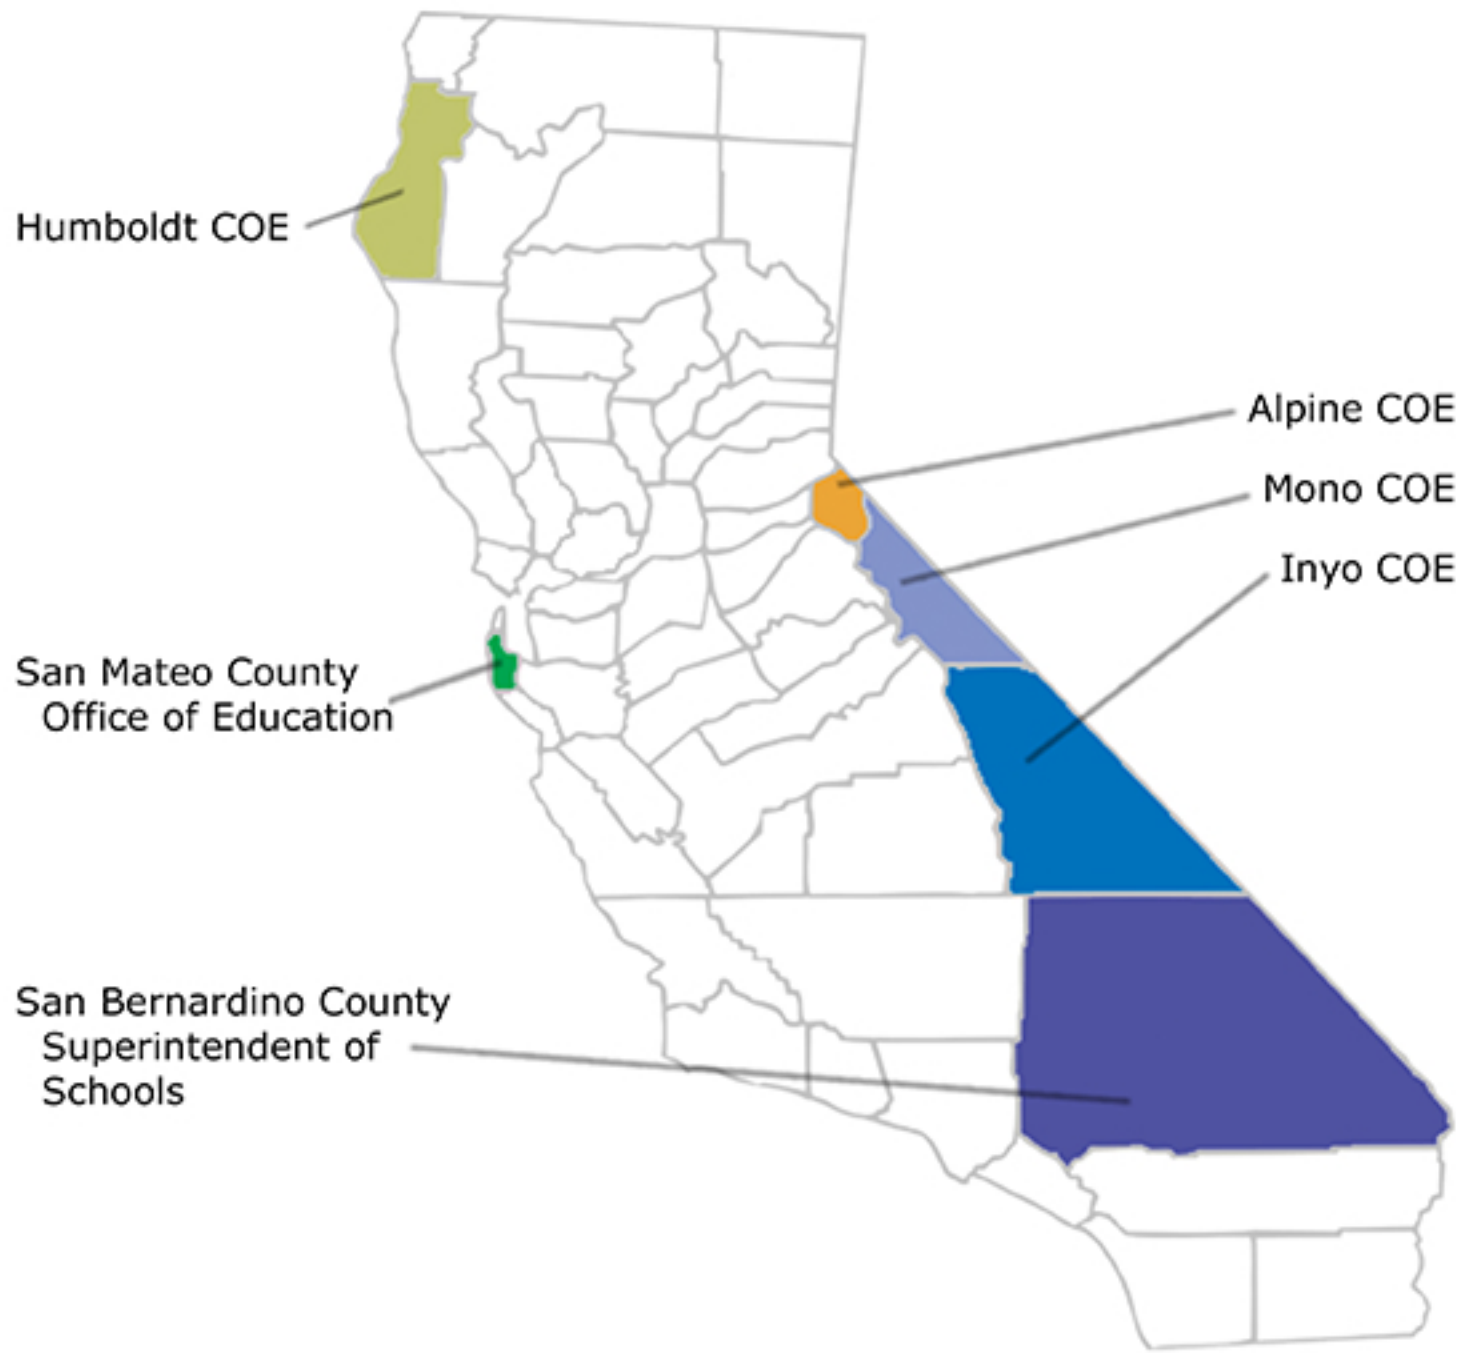 Humboldt COE
Alpine COE
Mono COE
Inyo COE
San Mateo County
Office of Education
San Bernardino County
Superintendent of
Schools